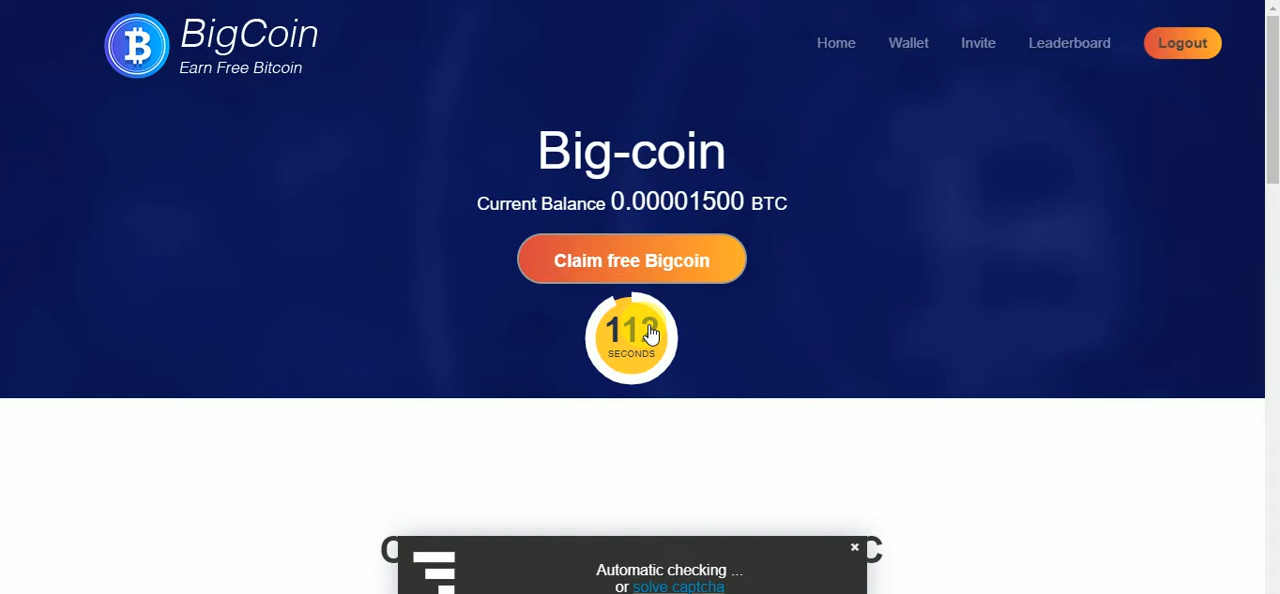 BigCoin
Earn Free Bitcoin
Home
Wallet
Invite
Leaderboard
Logout
Big-coin
Current Balance 0.00001500 BTC
Claim free Bigcoin
SECONDS
Automatic checking ...
or solve captcha